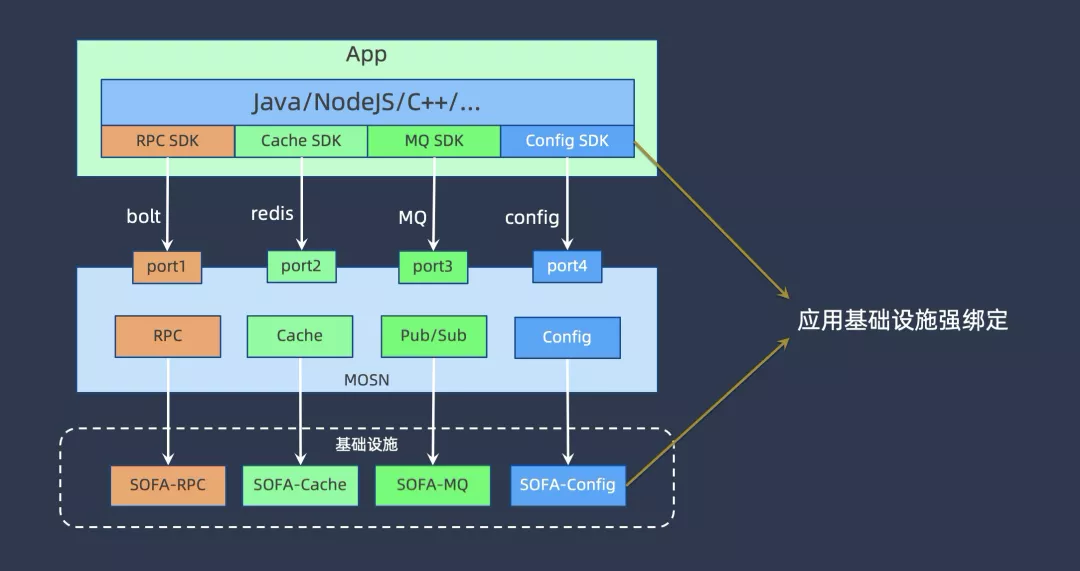 App
Java/NodeJS/C++/...
RPC SDK
Cache SDK
MQ SDK
Config SDK
bolt
redis
MQ
config
port1
port2
port3
port4
应用基础设施强绑定
RPC
Cache
Pub/Sub
Config
MOSN
基础设施
SOFA-RPC
SOFA-Cache
SOFA-MQ
SOFA-Config